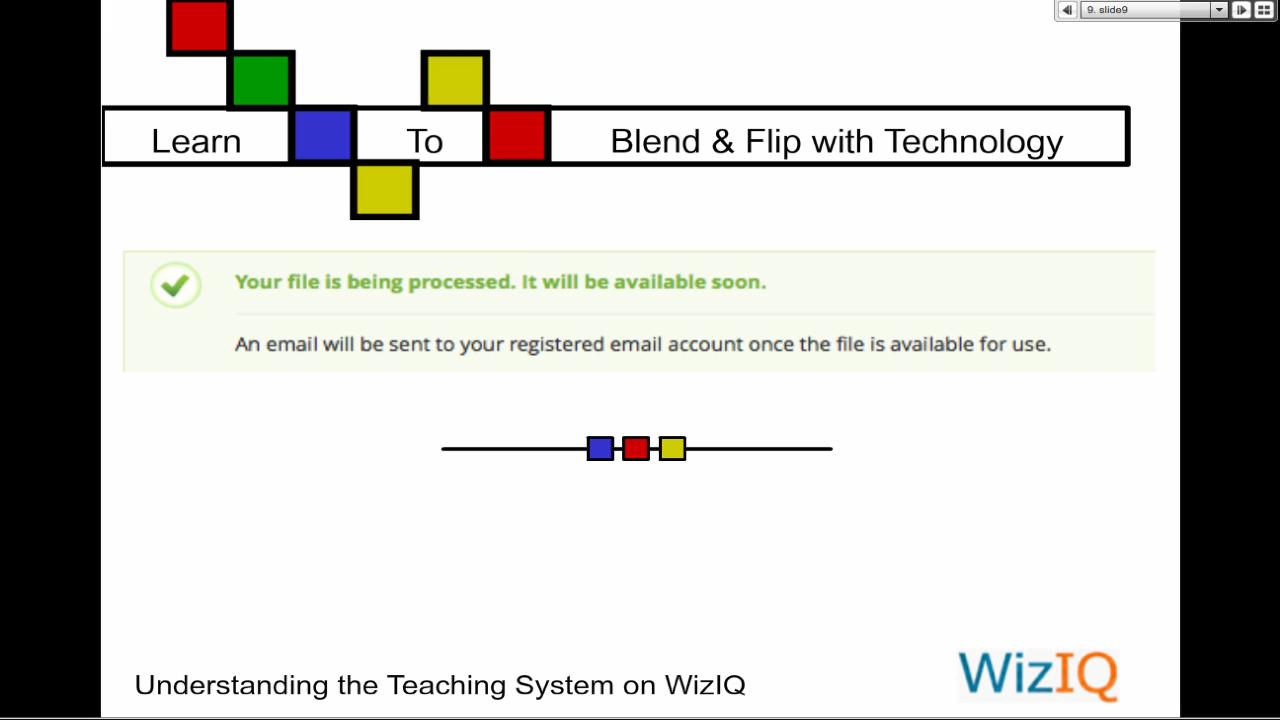 9. slide9
Learn To Blend & Flip with Technology
Your file is being processed. It will be available soon.
An email will be sent to your registered email account once the file is available for use.
Understanding the Teaching System on WizIQ
WizIQ